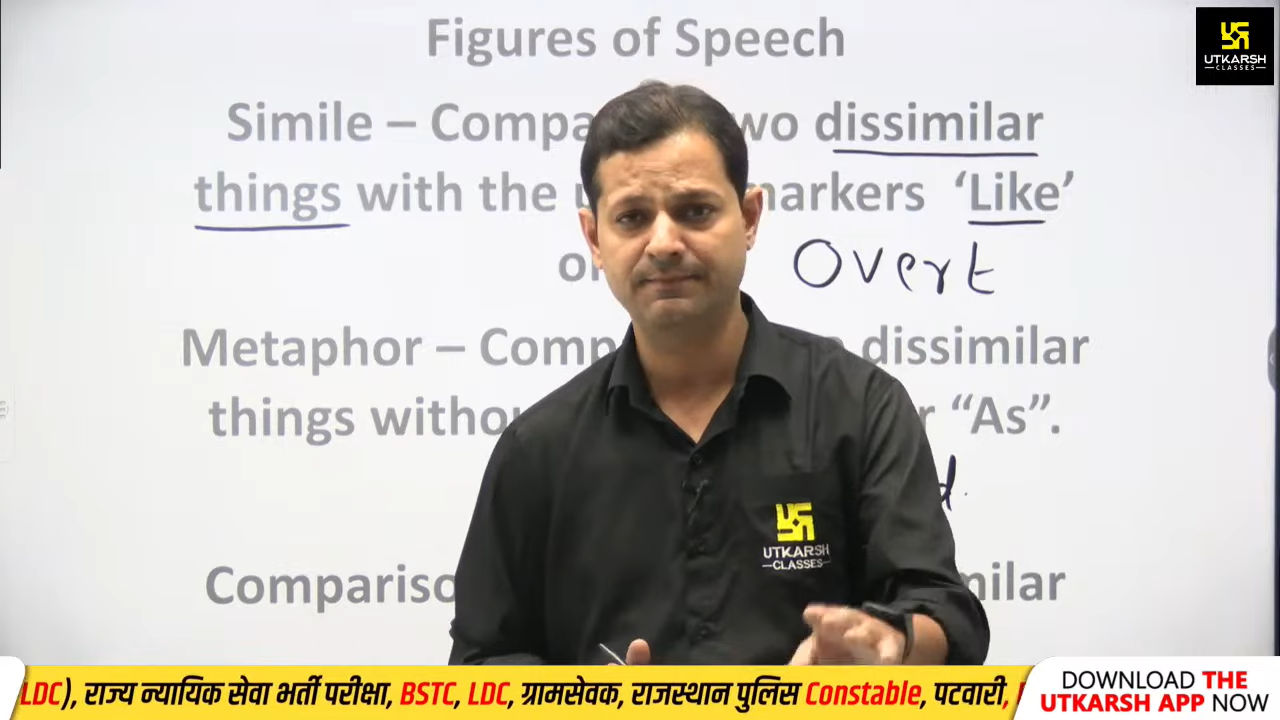 Figures of Speech
UTKARSH
CLASSES
Simile – Compa wo dissimilar
things with the markers ‘Like’
Overt
Metaphor – Comp dissimilar
things witho “As”.
UTKARSH
CLASSES
Compariso milar
LDC), राज्य न्यायिक सेवा भर्ती परीक्षा, BSTC, LDC, ग्रामसेवक, राजस्थान पुलिस Constable, पटवारी,
DOWNLOAD THE
UTKARSH APP NOW